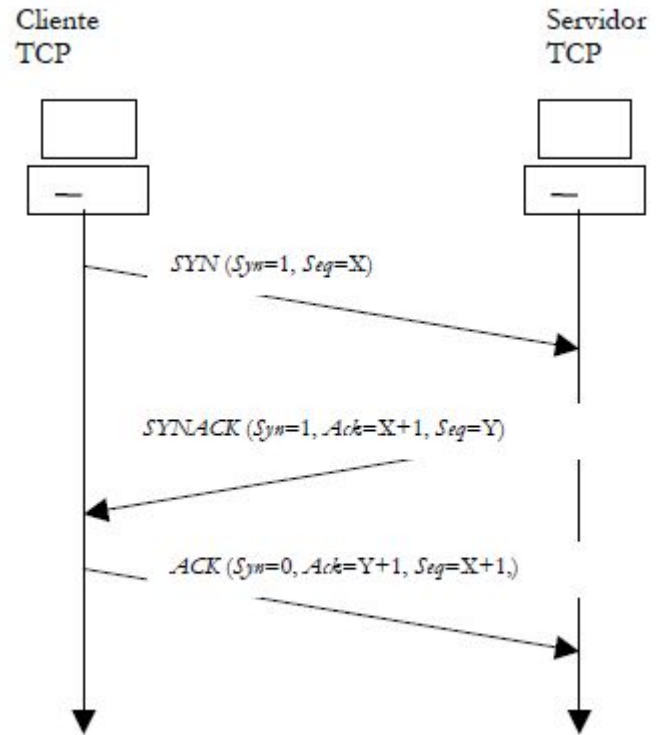 Cliente
TCP
Servidor
TCP
SYN (Syn=1, Seq=X)
SYNACK (Syn=1, Ack=X+1, Seq=Y)
ACK (Syn=0, Ack=Y+1, Seq=X+1,)